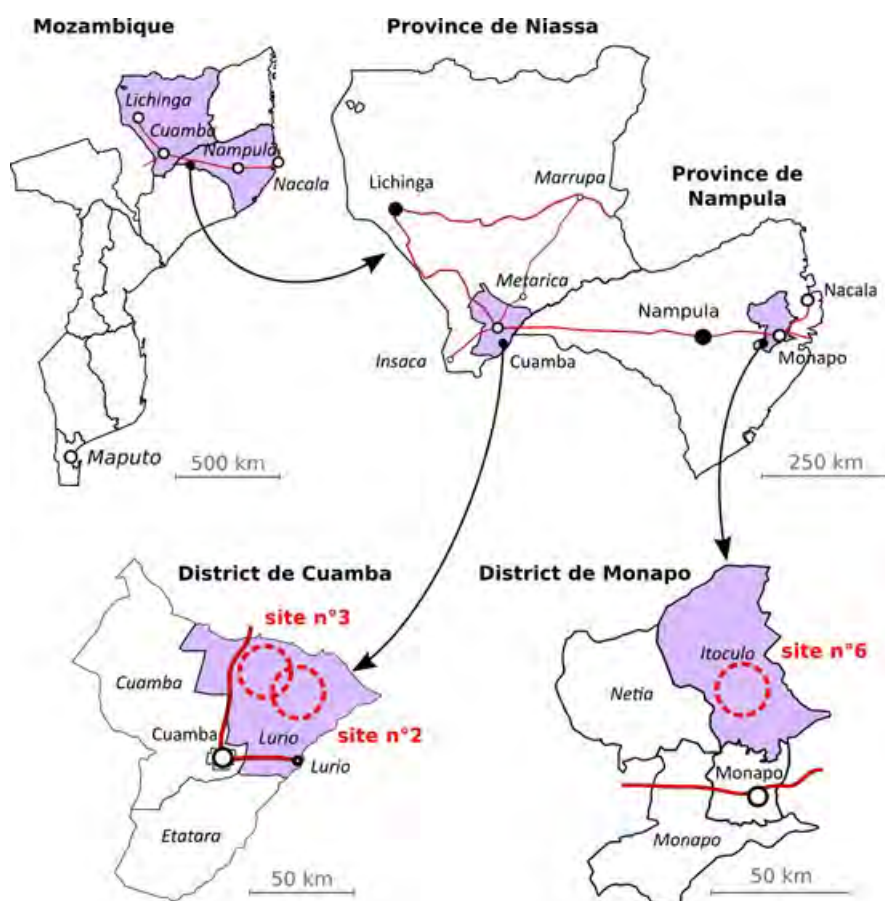 Mozambique
Lichinga
Cuamba
Nampula
Nacala
Maputo
500 km
Province de Niassa
Lichinga
Marrupa
Metarica
Insaca
Cuamba
Province de
Nampula
Nampula
Nacala
Monapo
250 km
District de Cuamba
site n°3
Cuamba
Cuamba
Lurio
site n°2
Lurio
Etatara
50 km
District de Monapo
Itoculo
site n°6
Netia
Monapo
Monapo
50 km